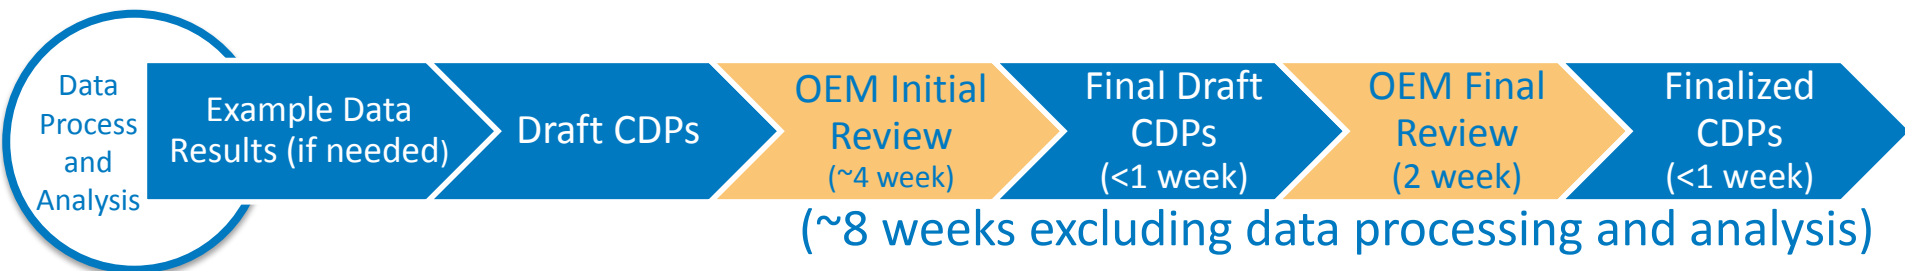 Data
Process
and
Analysis
Example Data
Results (if needed)
Draft CDPs
OEM Initial
Review
(~4 week)
Final Draft
CDPs
(<1 week)
OEM Final
Review
(2 week)
Finalized
CDPs
(<1 week)
(~8 weeks excluding data processing and analysis)